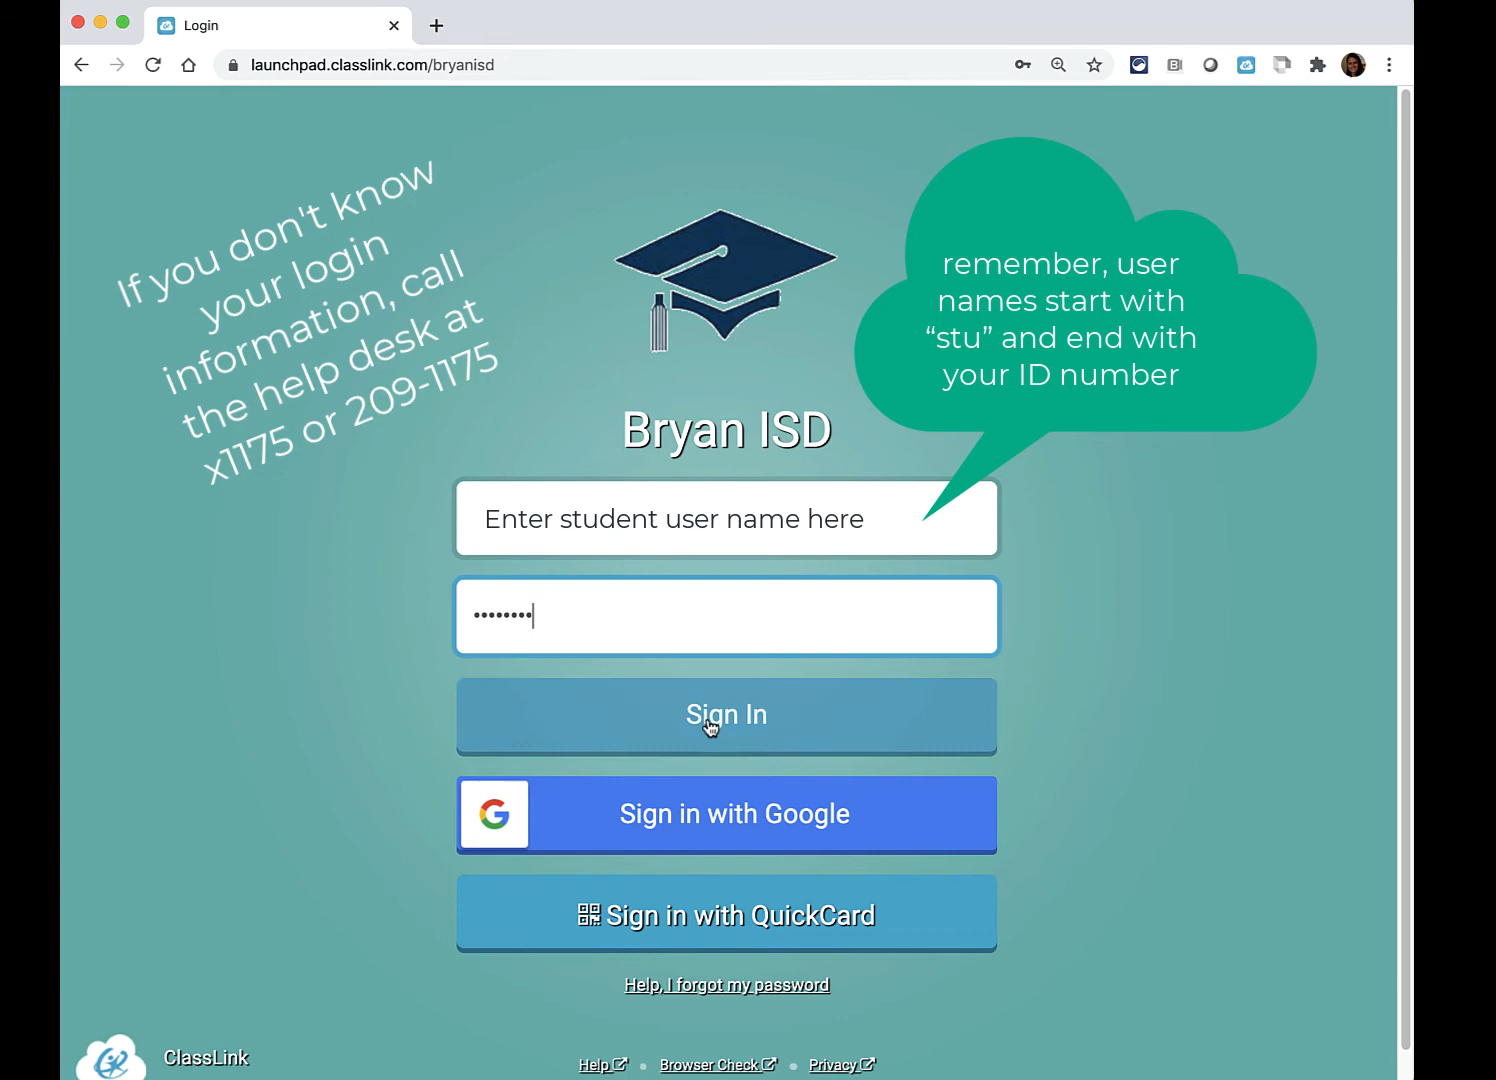 Login
launchpad.classlink.com/bryanisd
If you don't know
your login
information, call
the help desk at
x1175 or 209-1175
remember, user
names start with
“stu” and end with
your ID number
Bryan ISD
Enter student user name here
••••••••
Sign In
Sign in with Google
Sign in with QuickCard
Help, I forgot my password
ClassLink
Help
Browser Check
Privacy